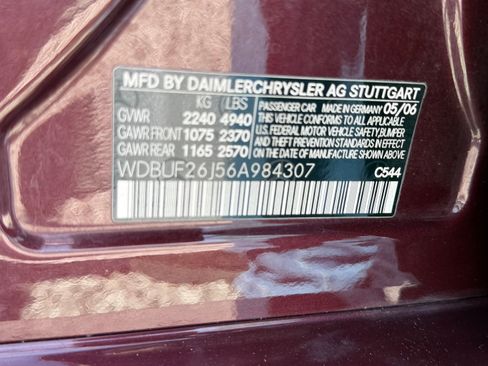 MFD BY DAIMLERCHRYSLER AG STUTTGART
KG LBS PASSENGER CAR / MADE IN GERMANY 05/06
GVWR 2240 4940 THIS VEHICLE CONFORMS TO ALL APPLICABLE
GAWR FRONT 1075 2370 U.S. FEDERAL MOTOR VEHICLE SAFETY, BUMPER
GAWR REAR 1165 2570 AND THEFT PREVENTION STANDARDS IN EFFECT
ON THE DATE OF MANUFACTURE SHOWN ABOVE.
WDBUF26J56A984307 C544